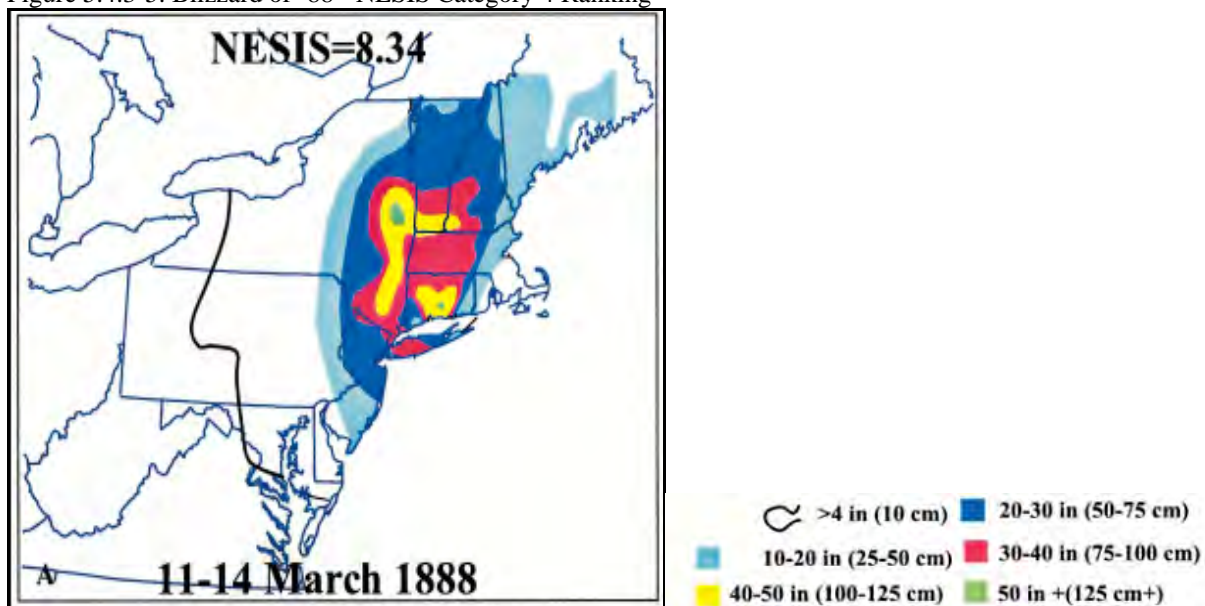 NESIS=8.34
A
11-14 March 1888
>4 in (10 cm)
20-30 in (50-75 cm)
10-20 in (25-50 cm)
30-40 in (75-100 cm)
40-50 in (100-125 cm)
50 in +(125 cm+)